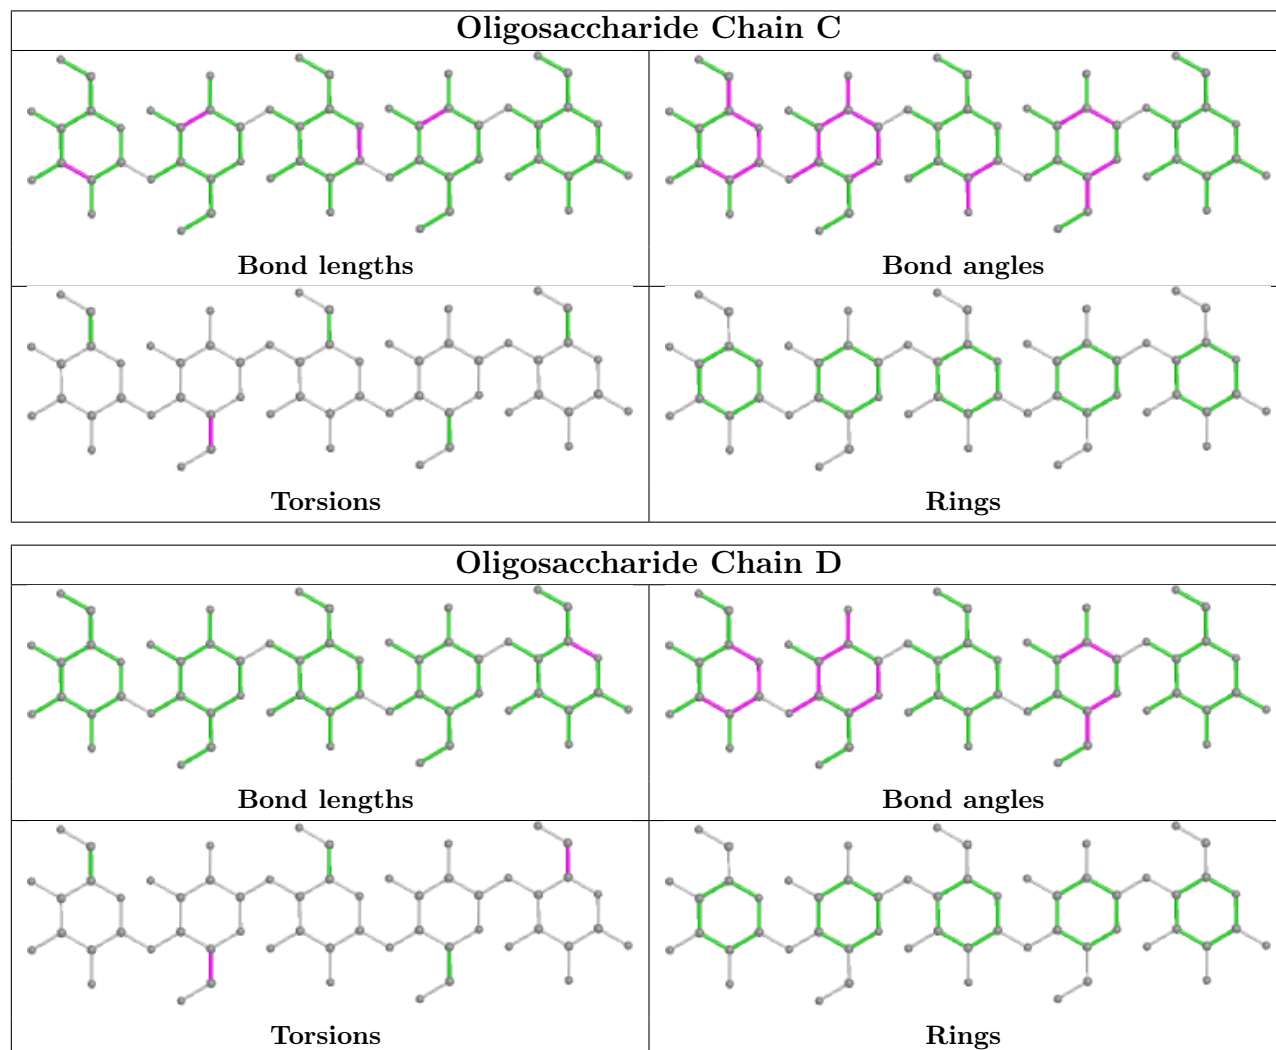 Oligosaccharide Chain C
Bond lengths
Bond angles
Torsions
Rings
Oligosaccharide Chain D
Bond lengths
Bond angles
Torsions
Rings